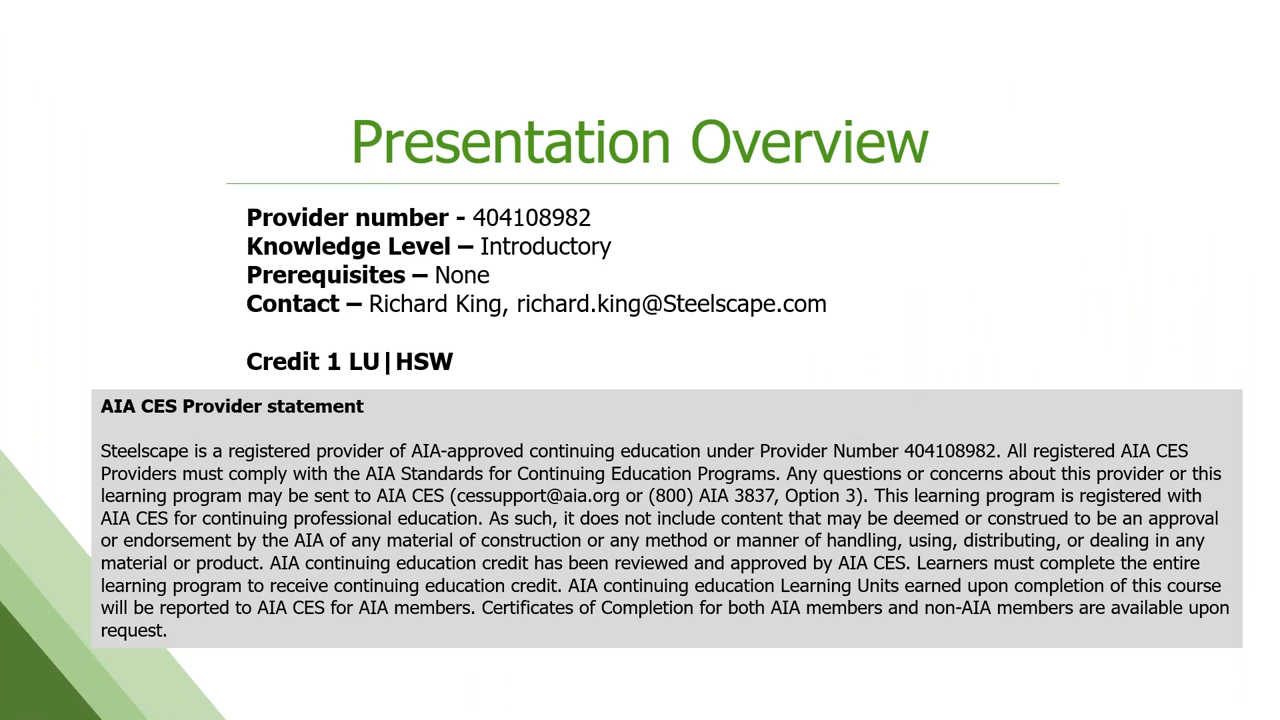 Presentation Overview
Provider number - 404108982
Knowledge Level – Introductory
Prerequisites – None
Contact – Richard King, richard.king@Steelscape.com
Credit 1 LU|HSW
AIA CES Provider statement
Steelscape is a registered provider of AIA-approved continuing education under Provider Number 404108982. All registered AIA CES
Providers must comply with the AIA Standards for Continuing Education Programs. Any questions or concerns about this provider or this
learning program may be sent to AIA CES (cessupport@aia.org or (800) AIA 3837, Option 3). This learning program is registered with
AIA CES for continuing professional education. As such, it does not include content that may be deemed or construed to be an approval
or endorsement by the AIA of any material of construction or any method or manner of handling, using, distributing, or dealing in any
material or product. AIA continuing education credit has been reviewed and approved by AIA CES. Learners must complete the entire
learning program to receive continuing education credit. AIA continuing education Learning Units earned upon completion of this course
will be reported to AIA CES for AIA members. Certificates of Completion for both AIA members and non-AIA members are available upon
request.